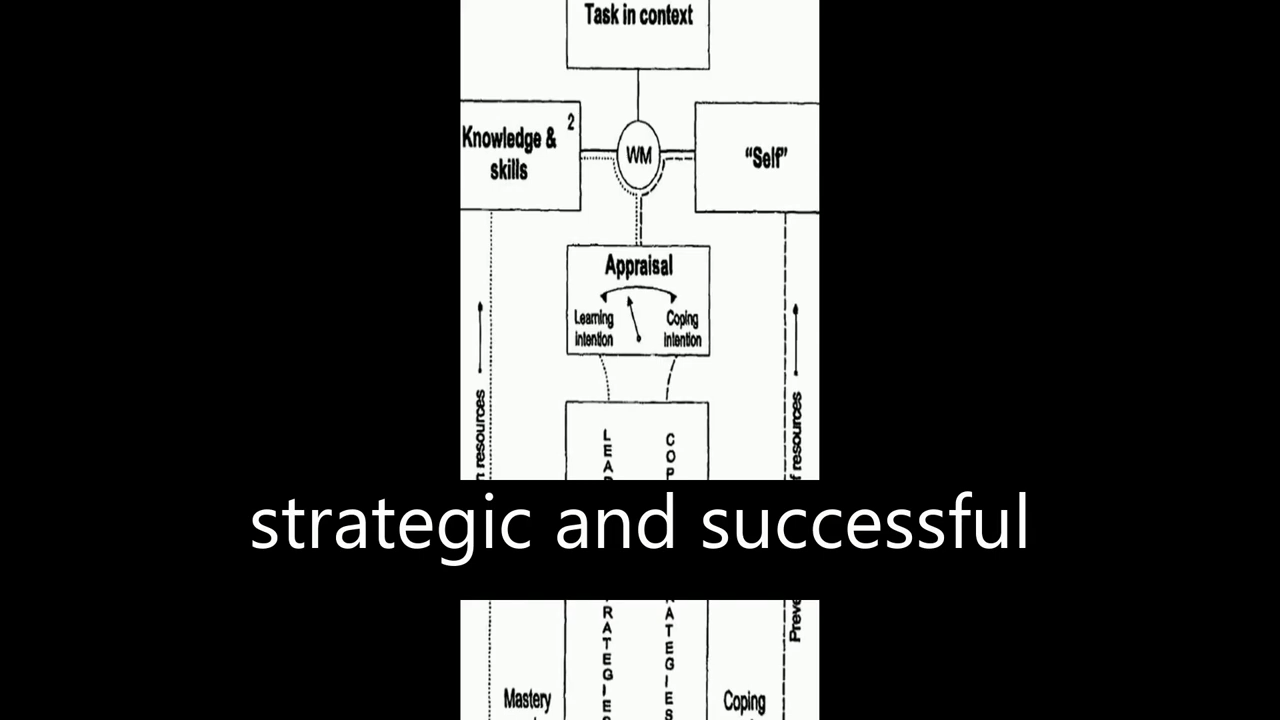 Task in context
Knowledge & 2
skills
WM
"Self"
Appraisal
Learning
intention
Coping
intention
resources
resources
L
E
A
C
O
P
strategic and successful
R
A
T
E
G
I
E
A
T
E
G
I
E
S
Preve
Mastery
Coping